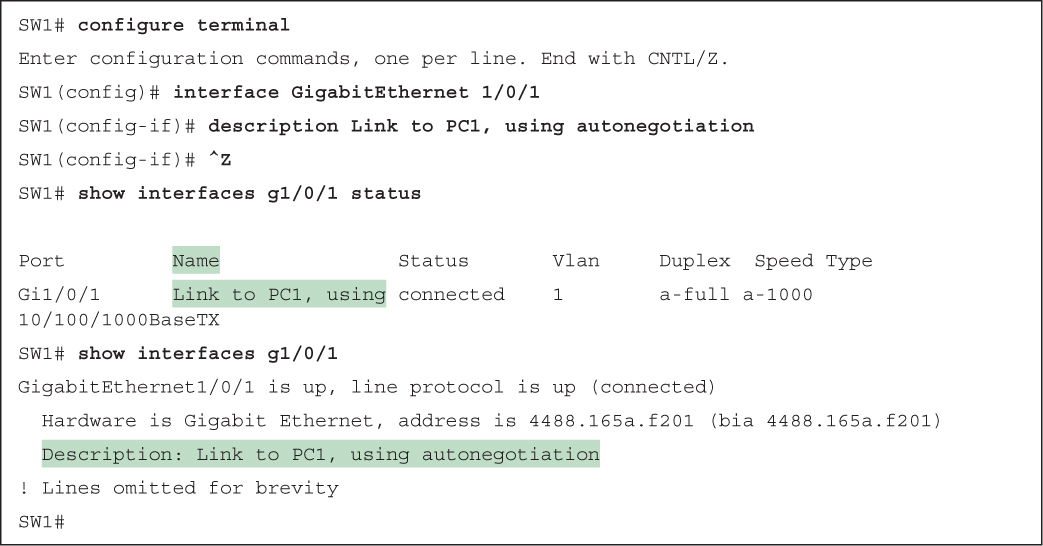 SW1# configure terminal
Enter configuration commands, one per line. End with CNTL/Z.
SW1(config)# interface GigabitEthernet 1/0/1
SW1(config-if)# description Link to PC1, using autonegotiation
SW1(config-if)# ^Z
SW1# show interfaces g1/0/1 status
Port Name Status Vlan Duplex Speed Type
Gi1/0/1 Link to PC1, using connected 1 a-full a-1000
10/100/1000BaseTX
SW1# show interfaces g1/0/1
GigabitEthernet1/0/1 is up, line protocol is up (connected)
Hardware is Gigabit Ethernet, address is 4488.165a.f201 (bia 4488.165a.f201)
Description: Link to PC1, using autonegotiation
! Lines omitted for brevity
SW1#